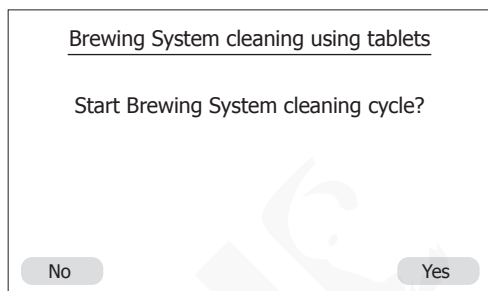 Brewing System cleaning using tablets
Start Brewing System cleaning cycle?
No
Yes